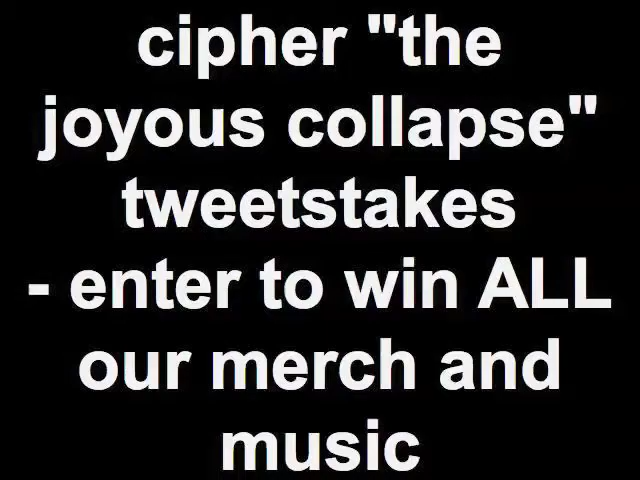 cipher "the
joyous collapse"
tweetstakes
- enter to win ALL
our merch and
music